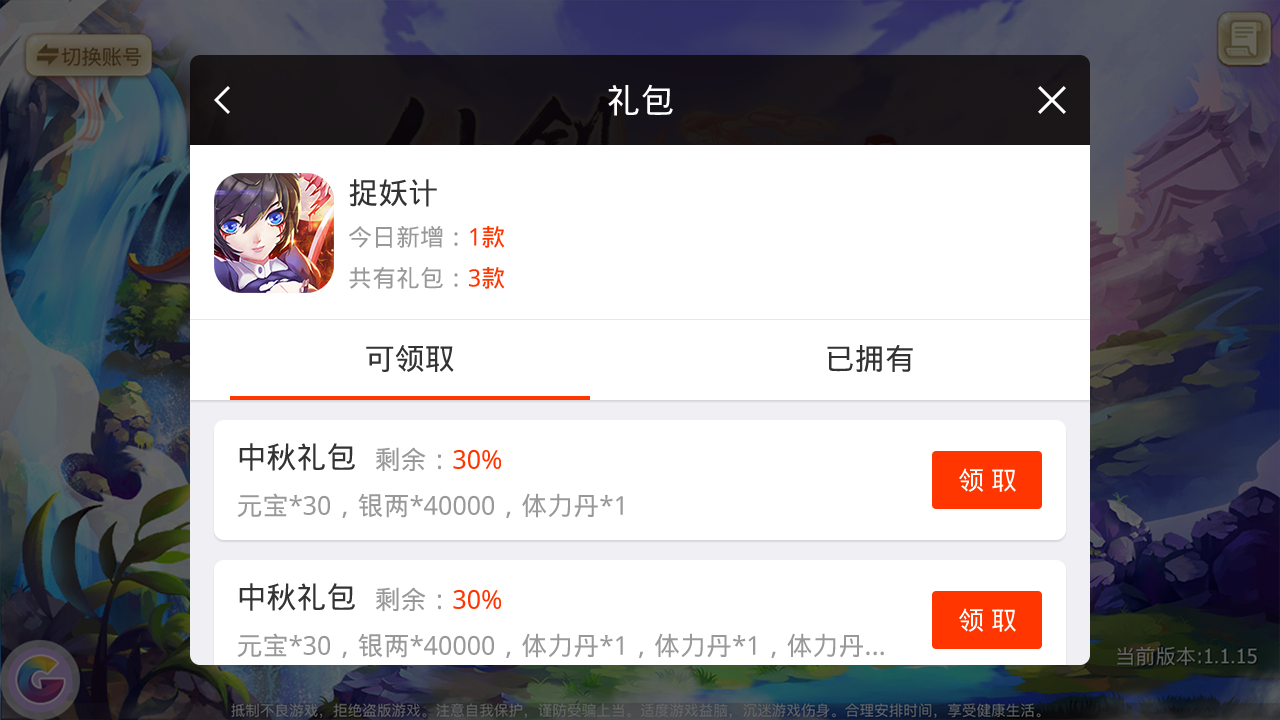 切换账号
礼包
捉妖计
今日新增：1款
共有礼包：3款
可领取
已拥有
中秋礼包 剩余：30%
元宝*30，银两*40000，体力丹*1
领 取
中秋礼包 剩余：30%
元宝*30，银两*40000，体力丹*1，体力丹*1，体力丹...
领 取
当前版本:1.1.15
抵制不良游戏，拒绝盗版游戏。注意自我保护，谨防受骗上当。适度游戏益脑，沉迷游戏伤身。合理安排时间，享受健康生活。